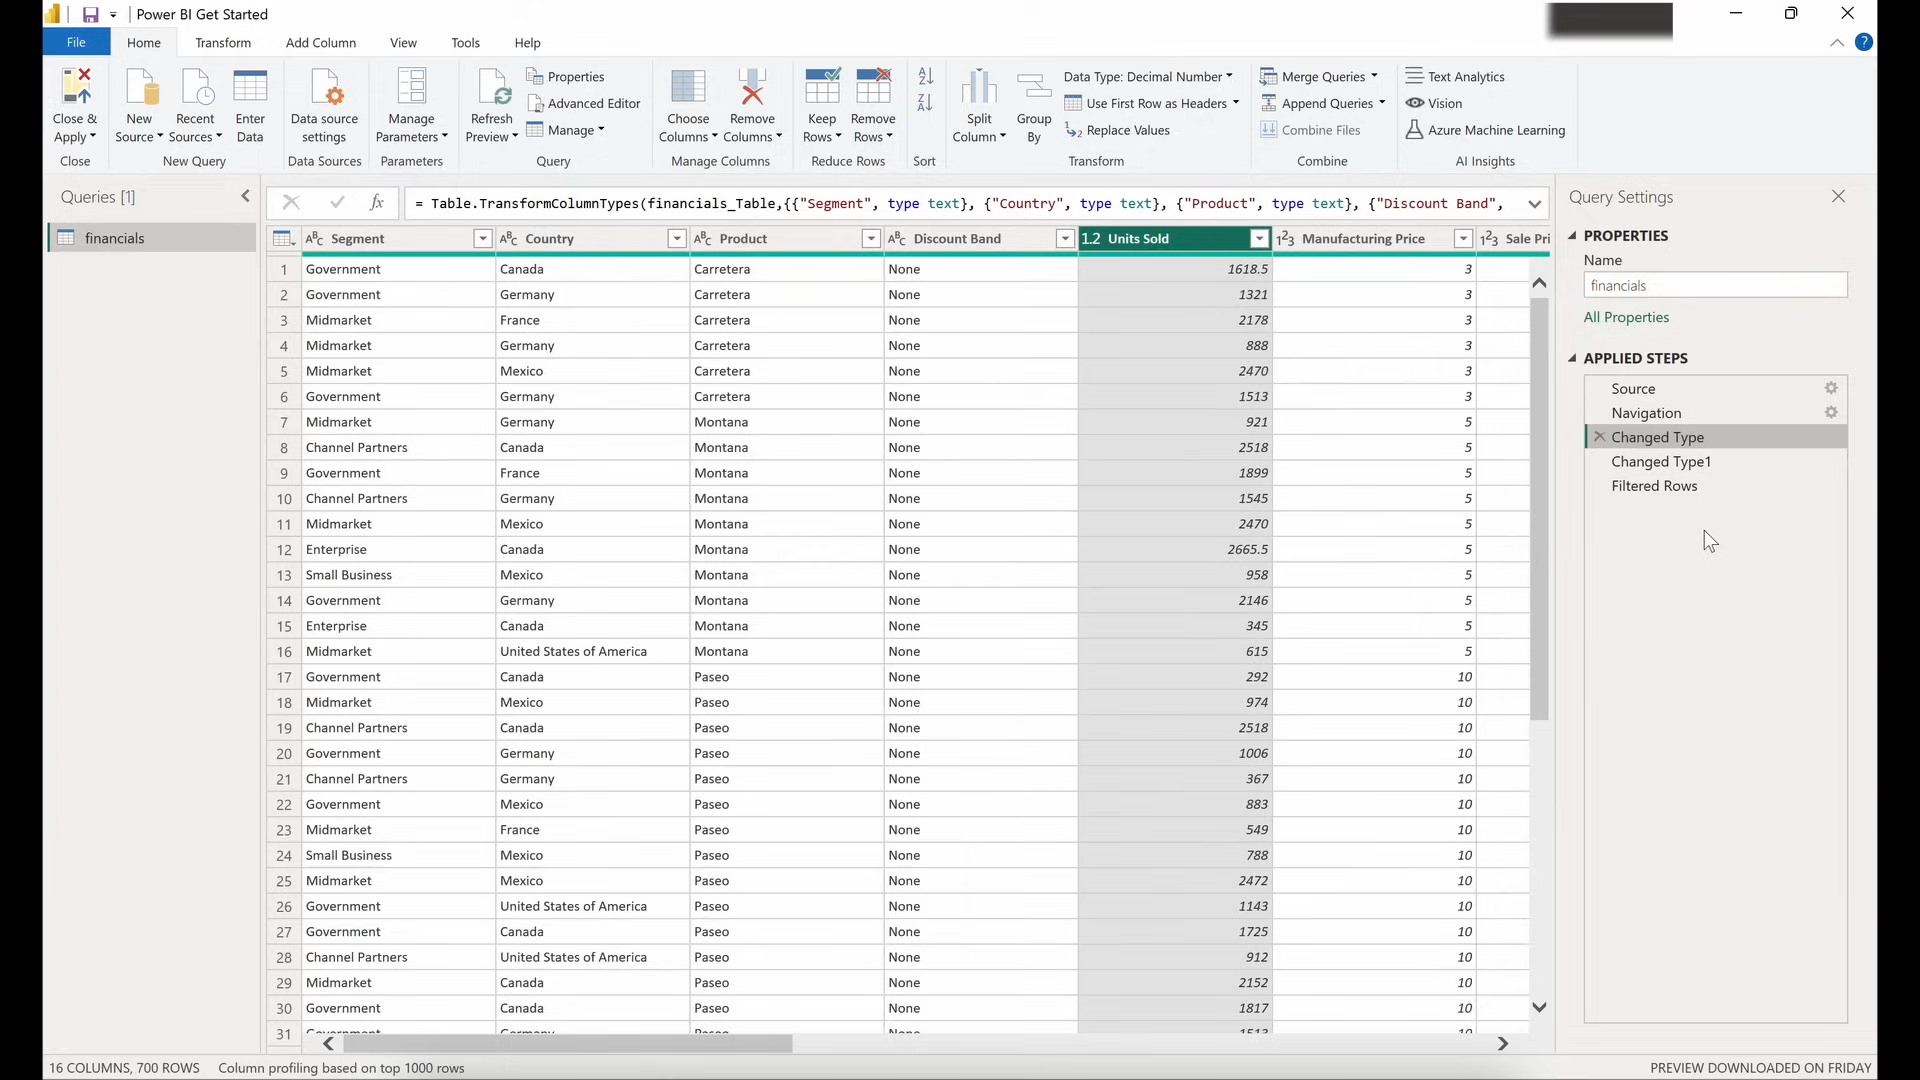 Power BI Get Started
File Home Transform Add Column View Tools Help
Close & Apply
New Source
Recent Sources
Enter Data
Data source settings
Manage Parameters
Refresh Preview
Properties
Advanced Editor
Manage
Choose Columns
Remove Columns
Keep Rows
Remove Rows
Split Column
Group By
Data Type: Decimal Number
Use First Row as Headers
Replace Values
Merge Queries
Append Queries
Combine Files
Text Analytics
Vision
Azure Machine Learning
Close New Query Data Sources Parameters Query Manage Columns Reduce Rows Sort Transform Combine AI Insights
Queries [1]
financials
fx = Table.TransformColumnTypes(financials_Table,{{"Segment", type text}, {"Country", type text}, {"Product", type text}, {"Discount Band",
ABC Segment ABC Country ABC Product ABC Discount Band 1.2 Units Sold 123 Manufacturing Price 123 Sale Pri
1 Government Canada Carretera None 1618.5 3
2 Government Germany Carretera None 1321 3
3 Midmarket France Carretera None 2178 3
4 Midmarket Germany Carretera None 888 3
5 Midmarket Mexico Carretera None 2470 3
6 Government Germany Carretera None 1513 3
7 Midmarket Germany Montana None 921 5
8 Channel Partners Canada Montana None 2518 5
9 Government France Montana None 1899 5
10 Channel Partners Germany Montana None 1545 5
11 Midmarket Mexico Montana None 2470 5
12 Enterprise Canada Montana None 2665.5 5
13 Small Business Mexico Montana None 958 5
14 Government Germany Montana None 2146 5
15 Enterprise Canada Montana None 345 5
16 Midmarket United States of America Montana None 615 5
17 Government Canada Paseo None 292 10
18 Midmarket Mexico Paseo None 974 10
19 Channel Partners Canada Paseo None 2518 10
20 Government Germany Paseo None 1006 10
21 Channel Partners Germany Paseo None 367 10
22 Government Mexico Paseo None 883 10
23 Midmarket France Paseo None 549 10
24 Small Business Mexico Paseo None 788 10
25 Midmarket Mexico Paseo None 2472 10
26 Government United States of America Paseo None 1143 10
27 Government Canada Paseo None 1725 10
28 Channel Partners United States of America Paseo None 912 10
29 Midmarket Canada Paseo None 2152 10
30 Government Canada Paseo None 1817 10
31 Government Germany Paseo None 1513 10
Query Settings
PROPERTIES
Name
financials
All Properties
APPLIED STEPS
Source
Navigation
Changed Type
Changed Type1
Filtered Rows
16 COLUMNS, 700 ROWS Column profiling based on top 1000 rows PREVIEW DOWNLOADED ON FRIDAY